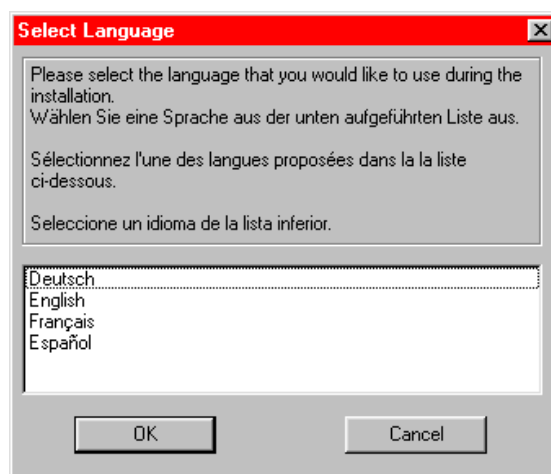 Select Language
Please select the language that you would like to use during the
installation.
Wählen Sie eine Sprache aus der unten aufgeführten Liste aus.
Sélectionnez l'une des langues proposées dans la la liste
ci-dessous.
Seleccione un idioma de la lista inferior.
Deutsch
English
Français
Español
OK
Cancel